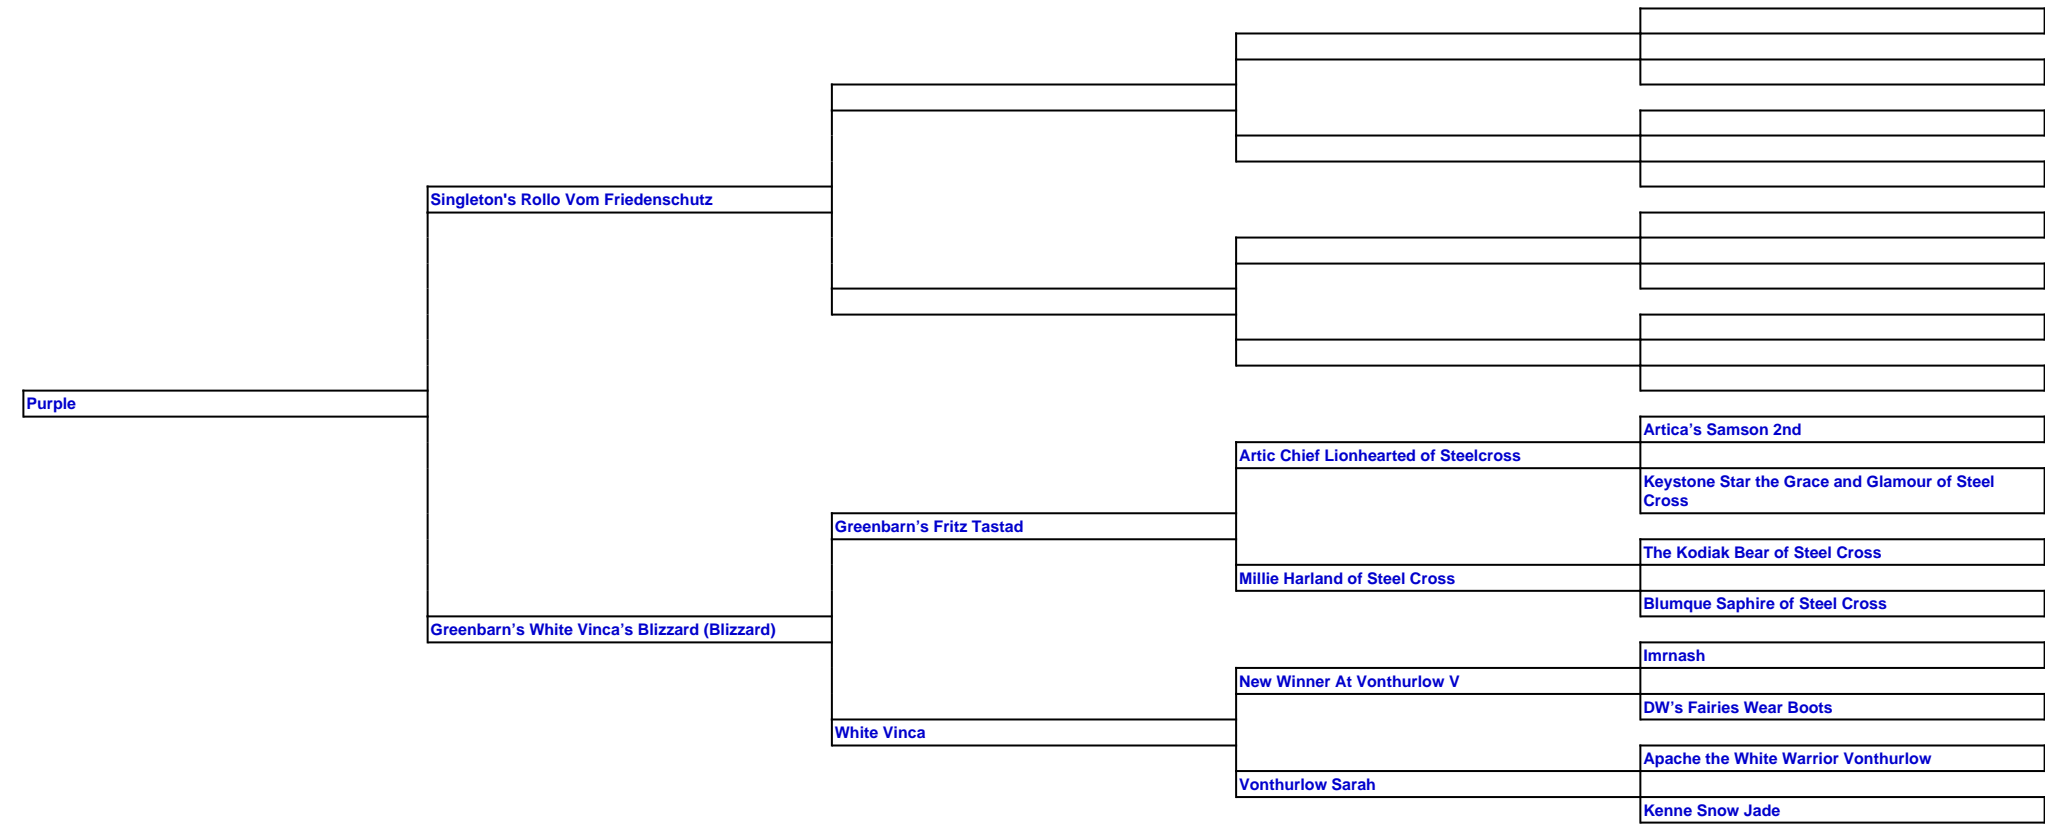 Singleton's Rollo Vom Friedenschutz
Purple
Artica’s Samson 2nd
Artic Chief Lionhearted of Steelcross
Keystone Star the Grace and Glamour of Steel
Cross
Greenbarn’s Fritz Tastad
The Kodiak Bear of Steel Cross
Millie Harland of Steel Cross
Blumque Saphire of Steel Cross
Greenbarn’s White Vinca’s Blizzard (Blizzard)
Imrnash
New Winner At Vonthurlow V
DW’s Fairies Wear Boots
White Vinca
Apache the White Warrior Vonthurlow
Vonthurlow Sarah
Kenne Snow Jade